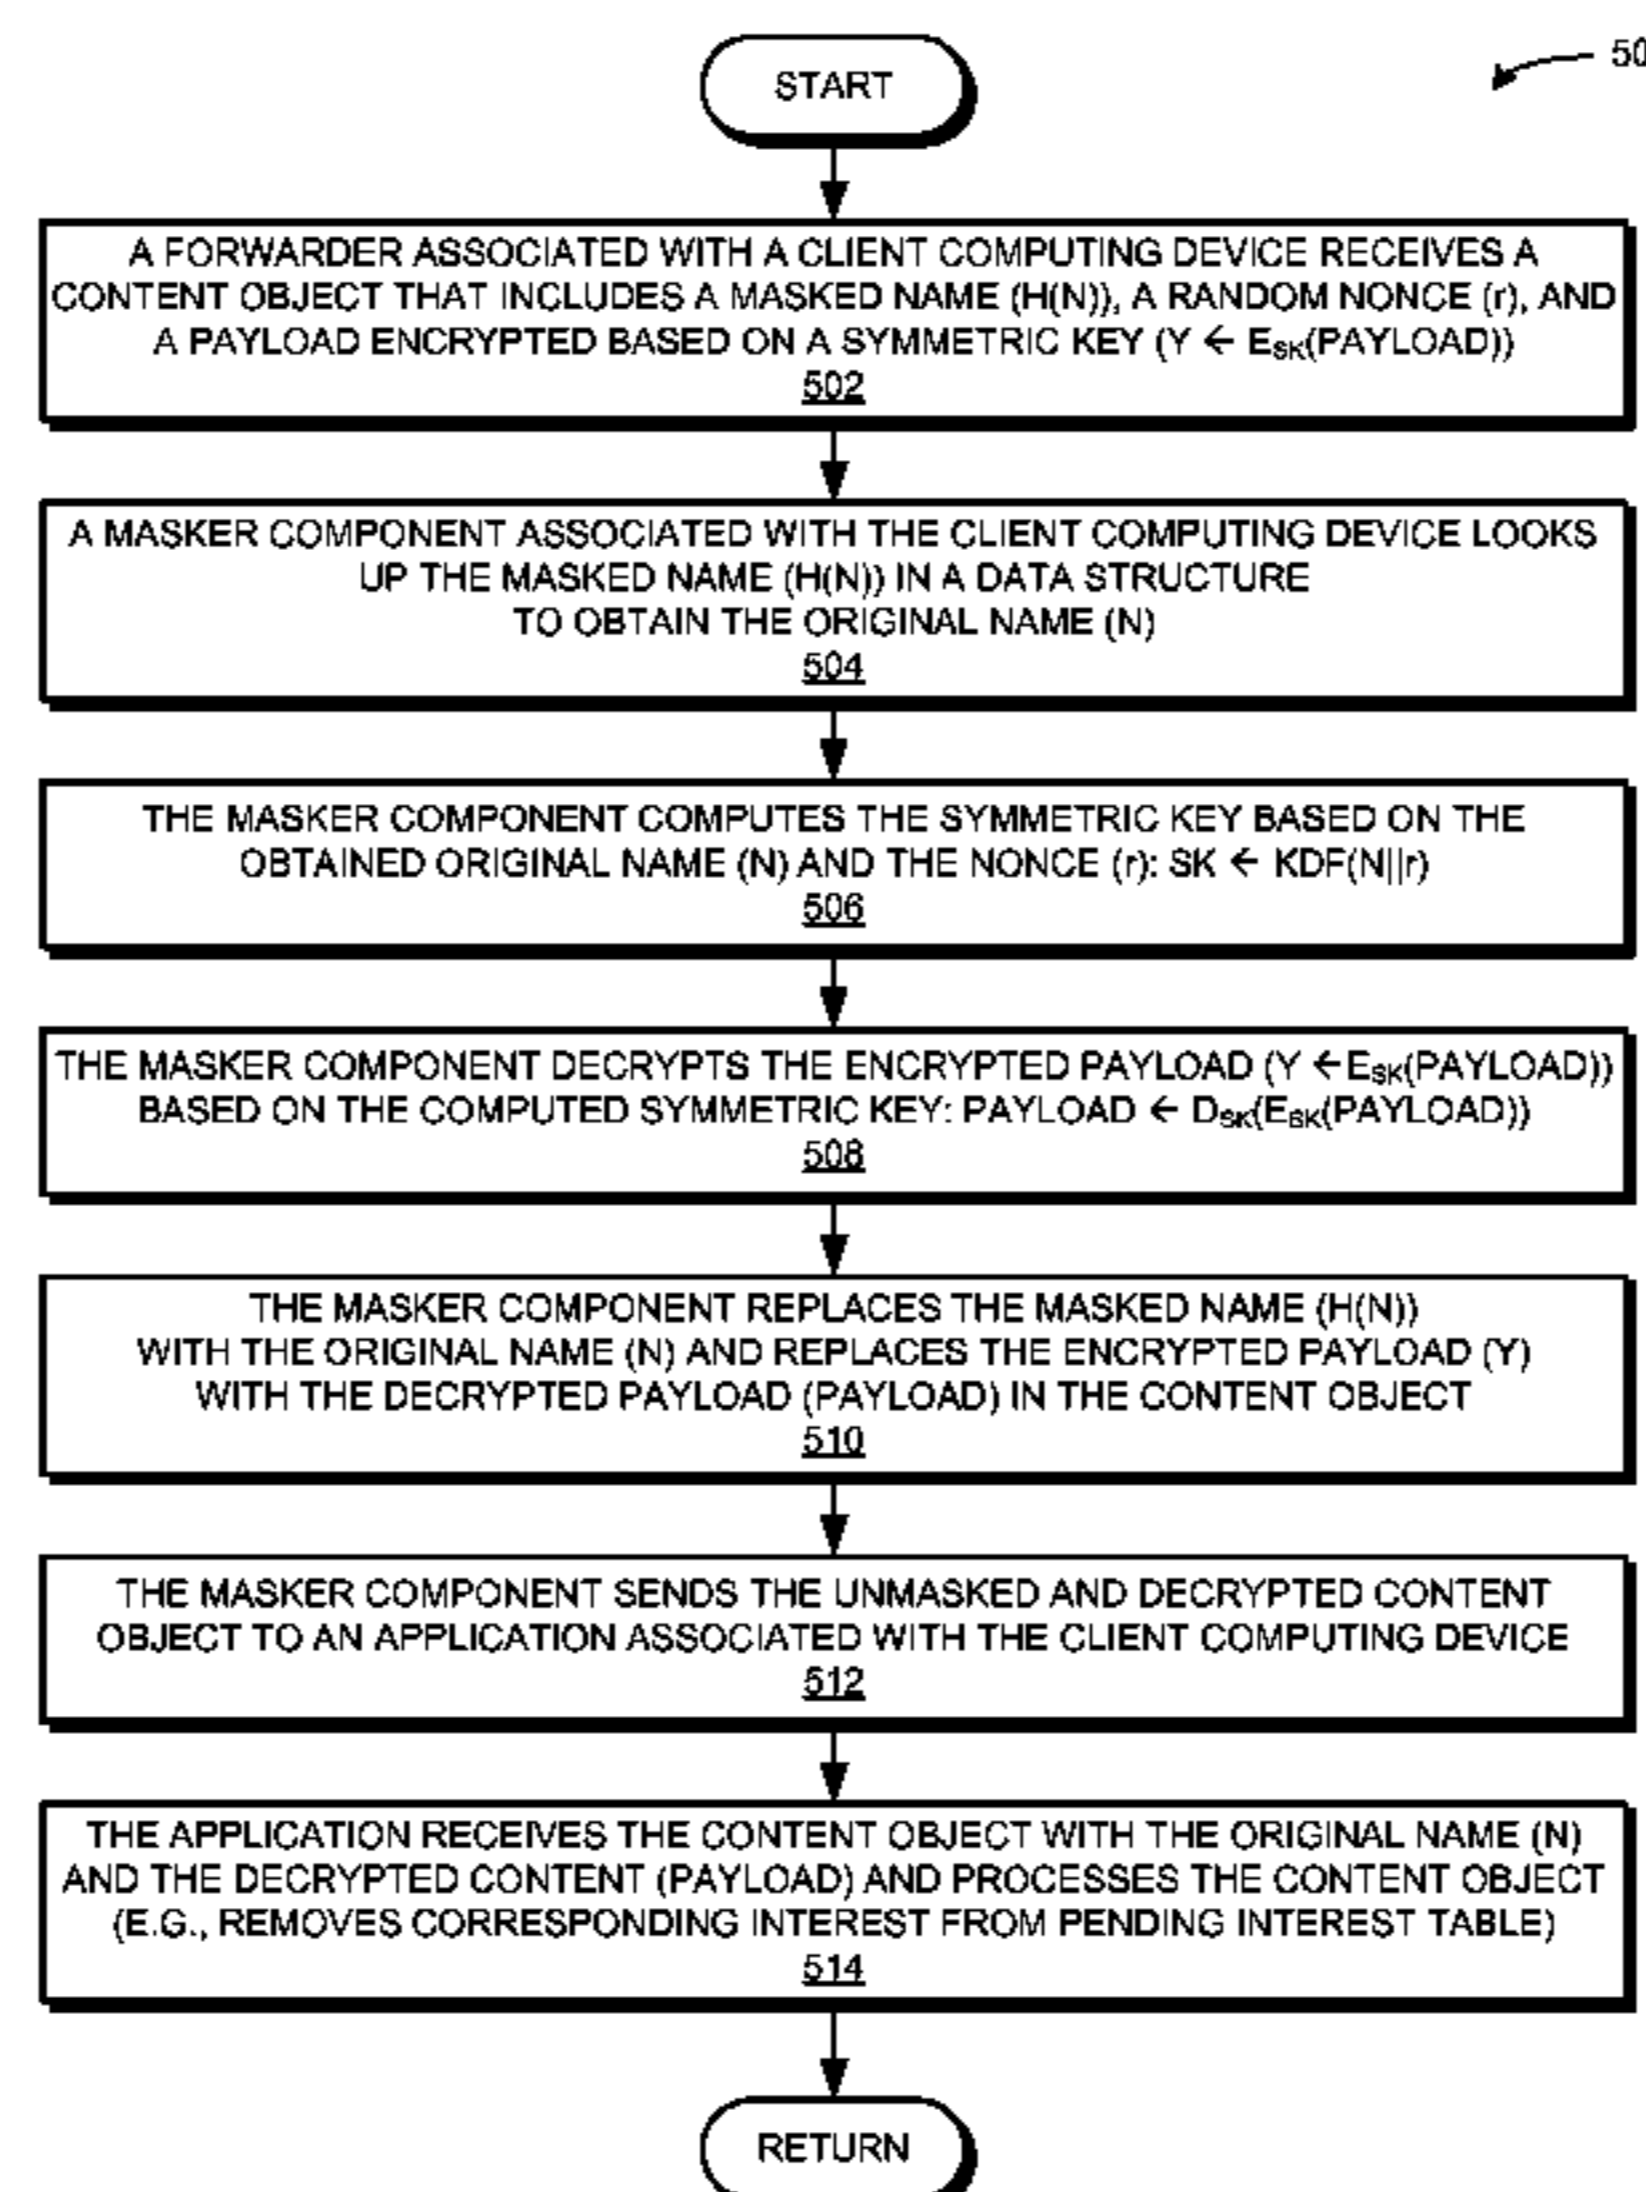 START
50
A FORWARDER ASSOCIATED WITH A CLIENT COMPUTING DEVICE RECEIVES A
CONTENT OBJECT THAT INCLUDES A MASKED NAME (H(N)), A RANDOM NONCE (r), AND
A PAYLOAD ENCRYPTED BASED ON A SYMMETRIC KEY (Y ← E_SK(PAYLOAD))
502
A MASKER COMPONENT ASSOCIATED WITH THE CLIENT COMPUTING DEVICE LOOKS
UP THE MASKED NAME (H(N)) IN A DATA STRUCTURE
TO OBTAIN THE ORIGINAL NAME (N)
504
THE MASKER COMPONENT COMPUTES THE SYMMETRIC KEY BASED ON THE
OBTAINED ORIGINAL NAME (N) AND THE NONCE (r): SK ← KDF(N||r)
506
THE MASKER COMPONENT DECRYPTS THE ENCRYPTED PAYLOAD (Y ←E_SK(PAYLOAD))
BASED ON THE COMPUTED SYMMETRIC KEY: PAYLOAD ← D_SK(E_SK(PAYLOAD))
508
THE MASKER COMPONENT REPLACES THE MASKED NAME (H(N))
WITH THE ORIGINAL NAME (N) AND REPLACES THE ENCRYPTED PAYLOAD (Y)
WITH THE DECRYPTED PAYLOAD (PAYLOAD) IN THE CONTENT OBJECT
510
THE MASKER COMPONENT SENDS THE UNMASKED AND DECRYPTED CONTENT
OBJECT TO AN APPLICATION ASSOCIATED WITH THE CLIENT COMPUTING DEVICE
512
THE APPLICATION RECEIVES THE CONTENT OBJECT WITH THE ORIGINAL NAME (N)
AND THE DECRYPTED CONTENT (PAYLOAD) AND PROCESSES THE CONTENT OBJECT
(E.G., REMOVES CORRESPONDING INTEREST FROM PENDING INTEREST TABLE)
514
RETURN